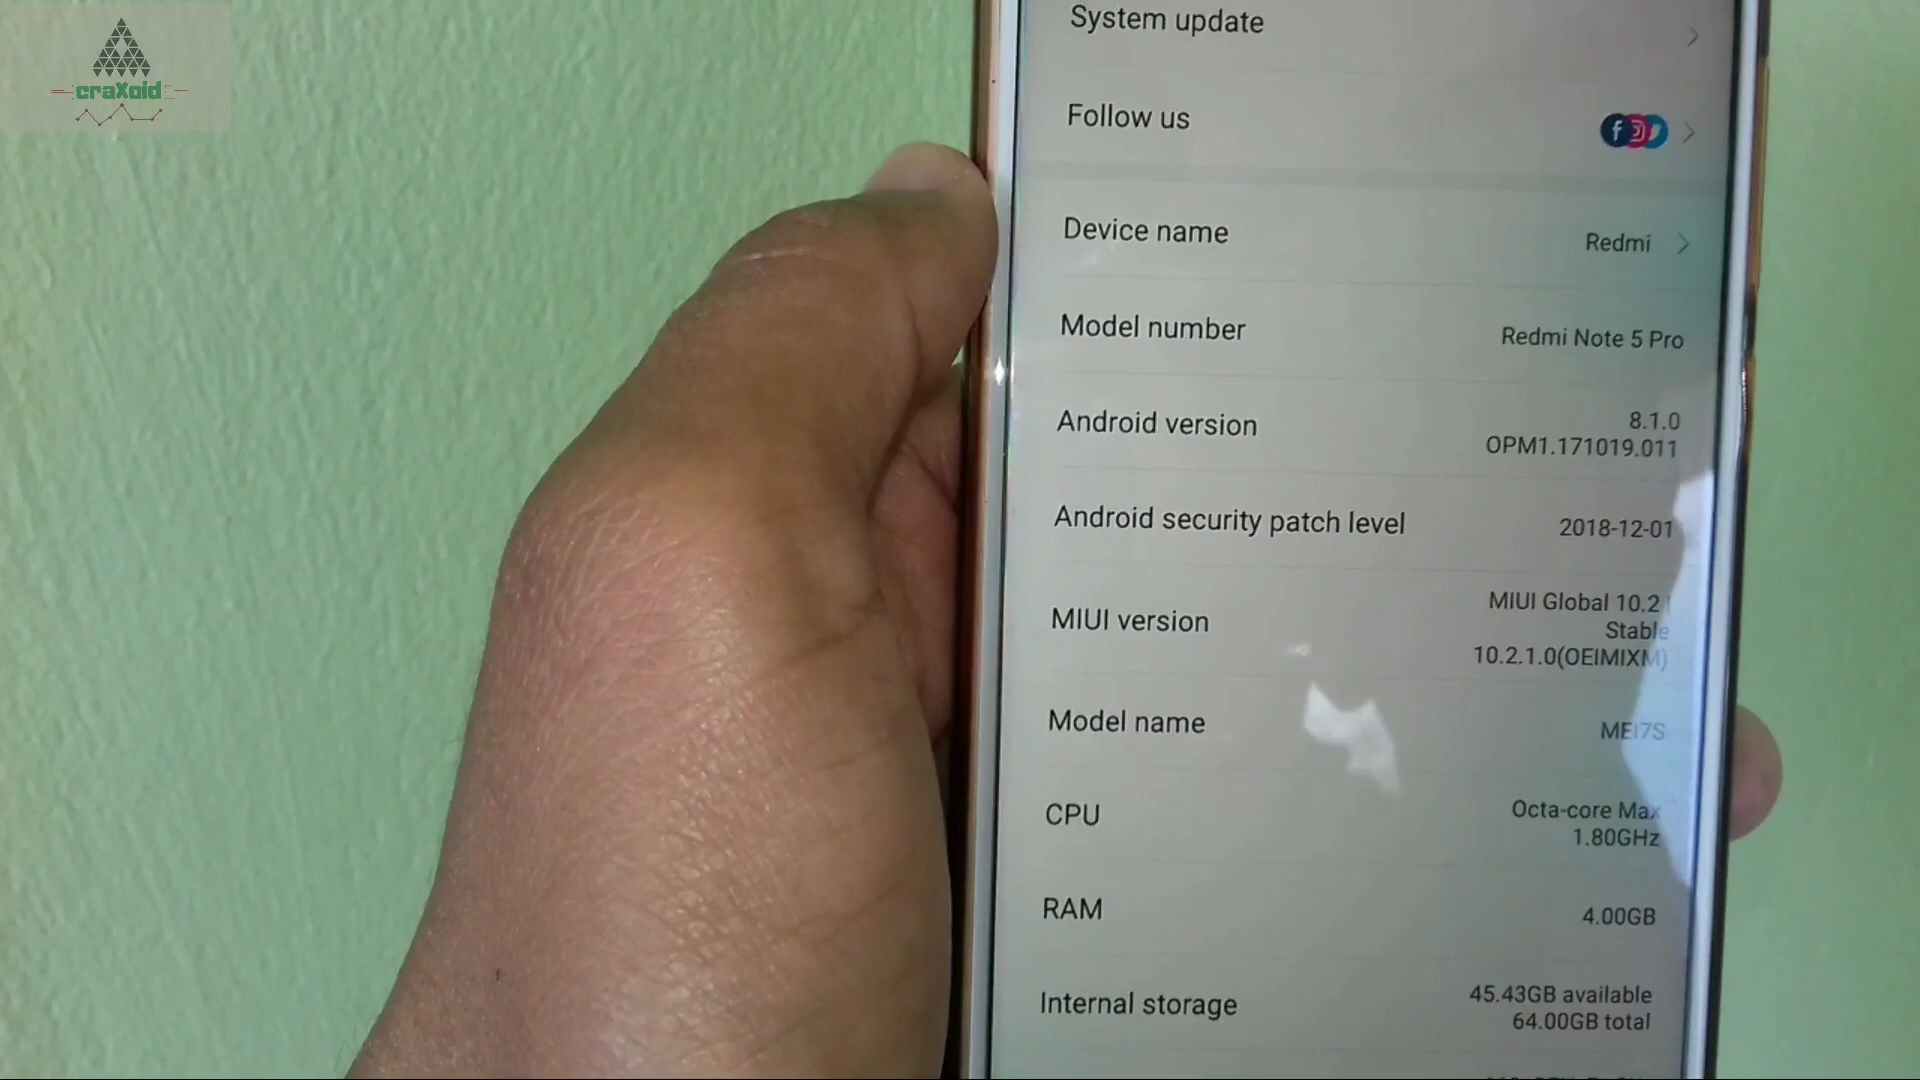 craXoid
System update
Follow us
Device name
Redmi
Model number
Redmi Note 5 Pro
Android version
8.1.0
OPM1.171019.011
Android security patch level
2018-12-01
MIUI version
MIUI Global 10.2
Stable
10.2.1.0(OEIMIXM)
Model name
MEI7S
CPU
Octa-core Max
1.80GHz
RAM
4.00GB
Internal storage
45.43GB available
64.00GB total